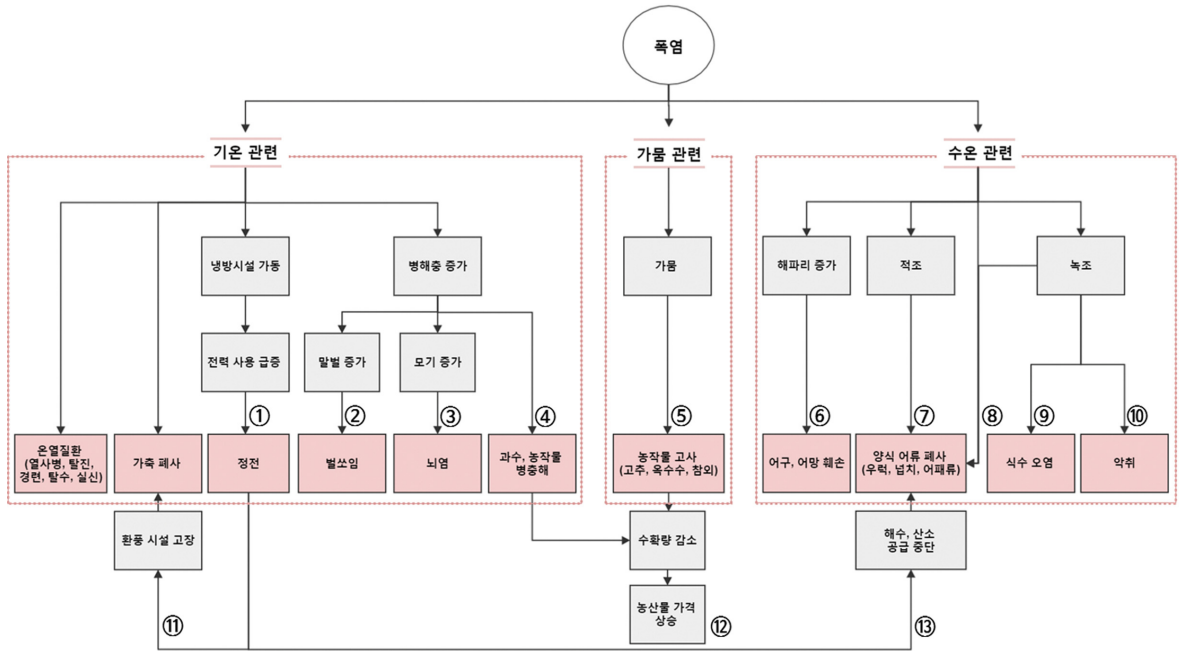 폭염
기온 관련
가뭄 관련
수온 관련
냉방시설 가동
병해충 증가
가뭄
해파리 증가
적조
녹조
전력 사용 급증
말벌 증가
모기 증가
①
②
③
④
⑤
⑥
⑦
⑧
⑨
⑩
온열질환
(열사병, 탈진,
경련, 탈수, 실신)
가축 폐사
정전
벌쏘임
뇌염
과수, 농작물
병충해
농작물 고사
(고추, 옥수수, 참외)
어구, 어망 훼손
양식 어류 폐사
(우럭, 넙치, 어패류)
식수 오염
악취
환풍 시설 고장
수확량 감소
해수, 산소
공급 중단
농산물 가격
상승
⑪
⑫
⑬